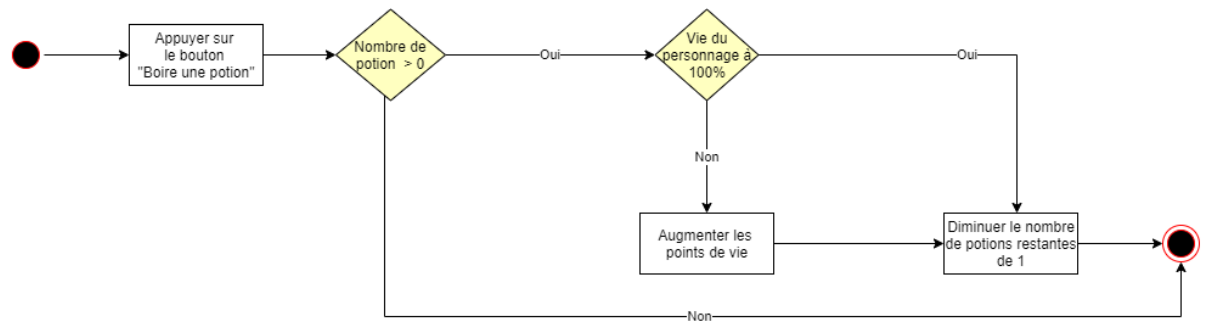 Appuyer sur
le bouton
"Boire une potion"
Nombre de
potion > 0
Oui
Vie du
personnage à
100%
Oui
Non
Augmenter les
points de vie
Diminuer le nombre
de potions restantes
de 1
Non